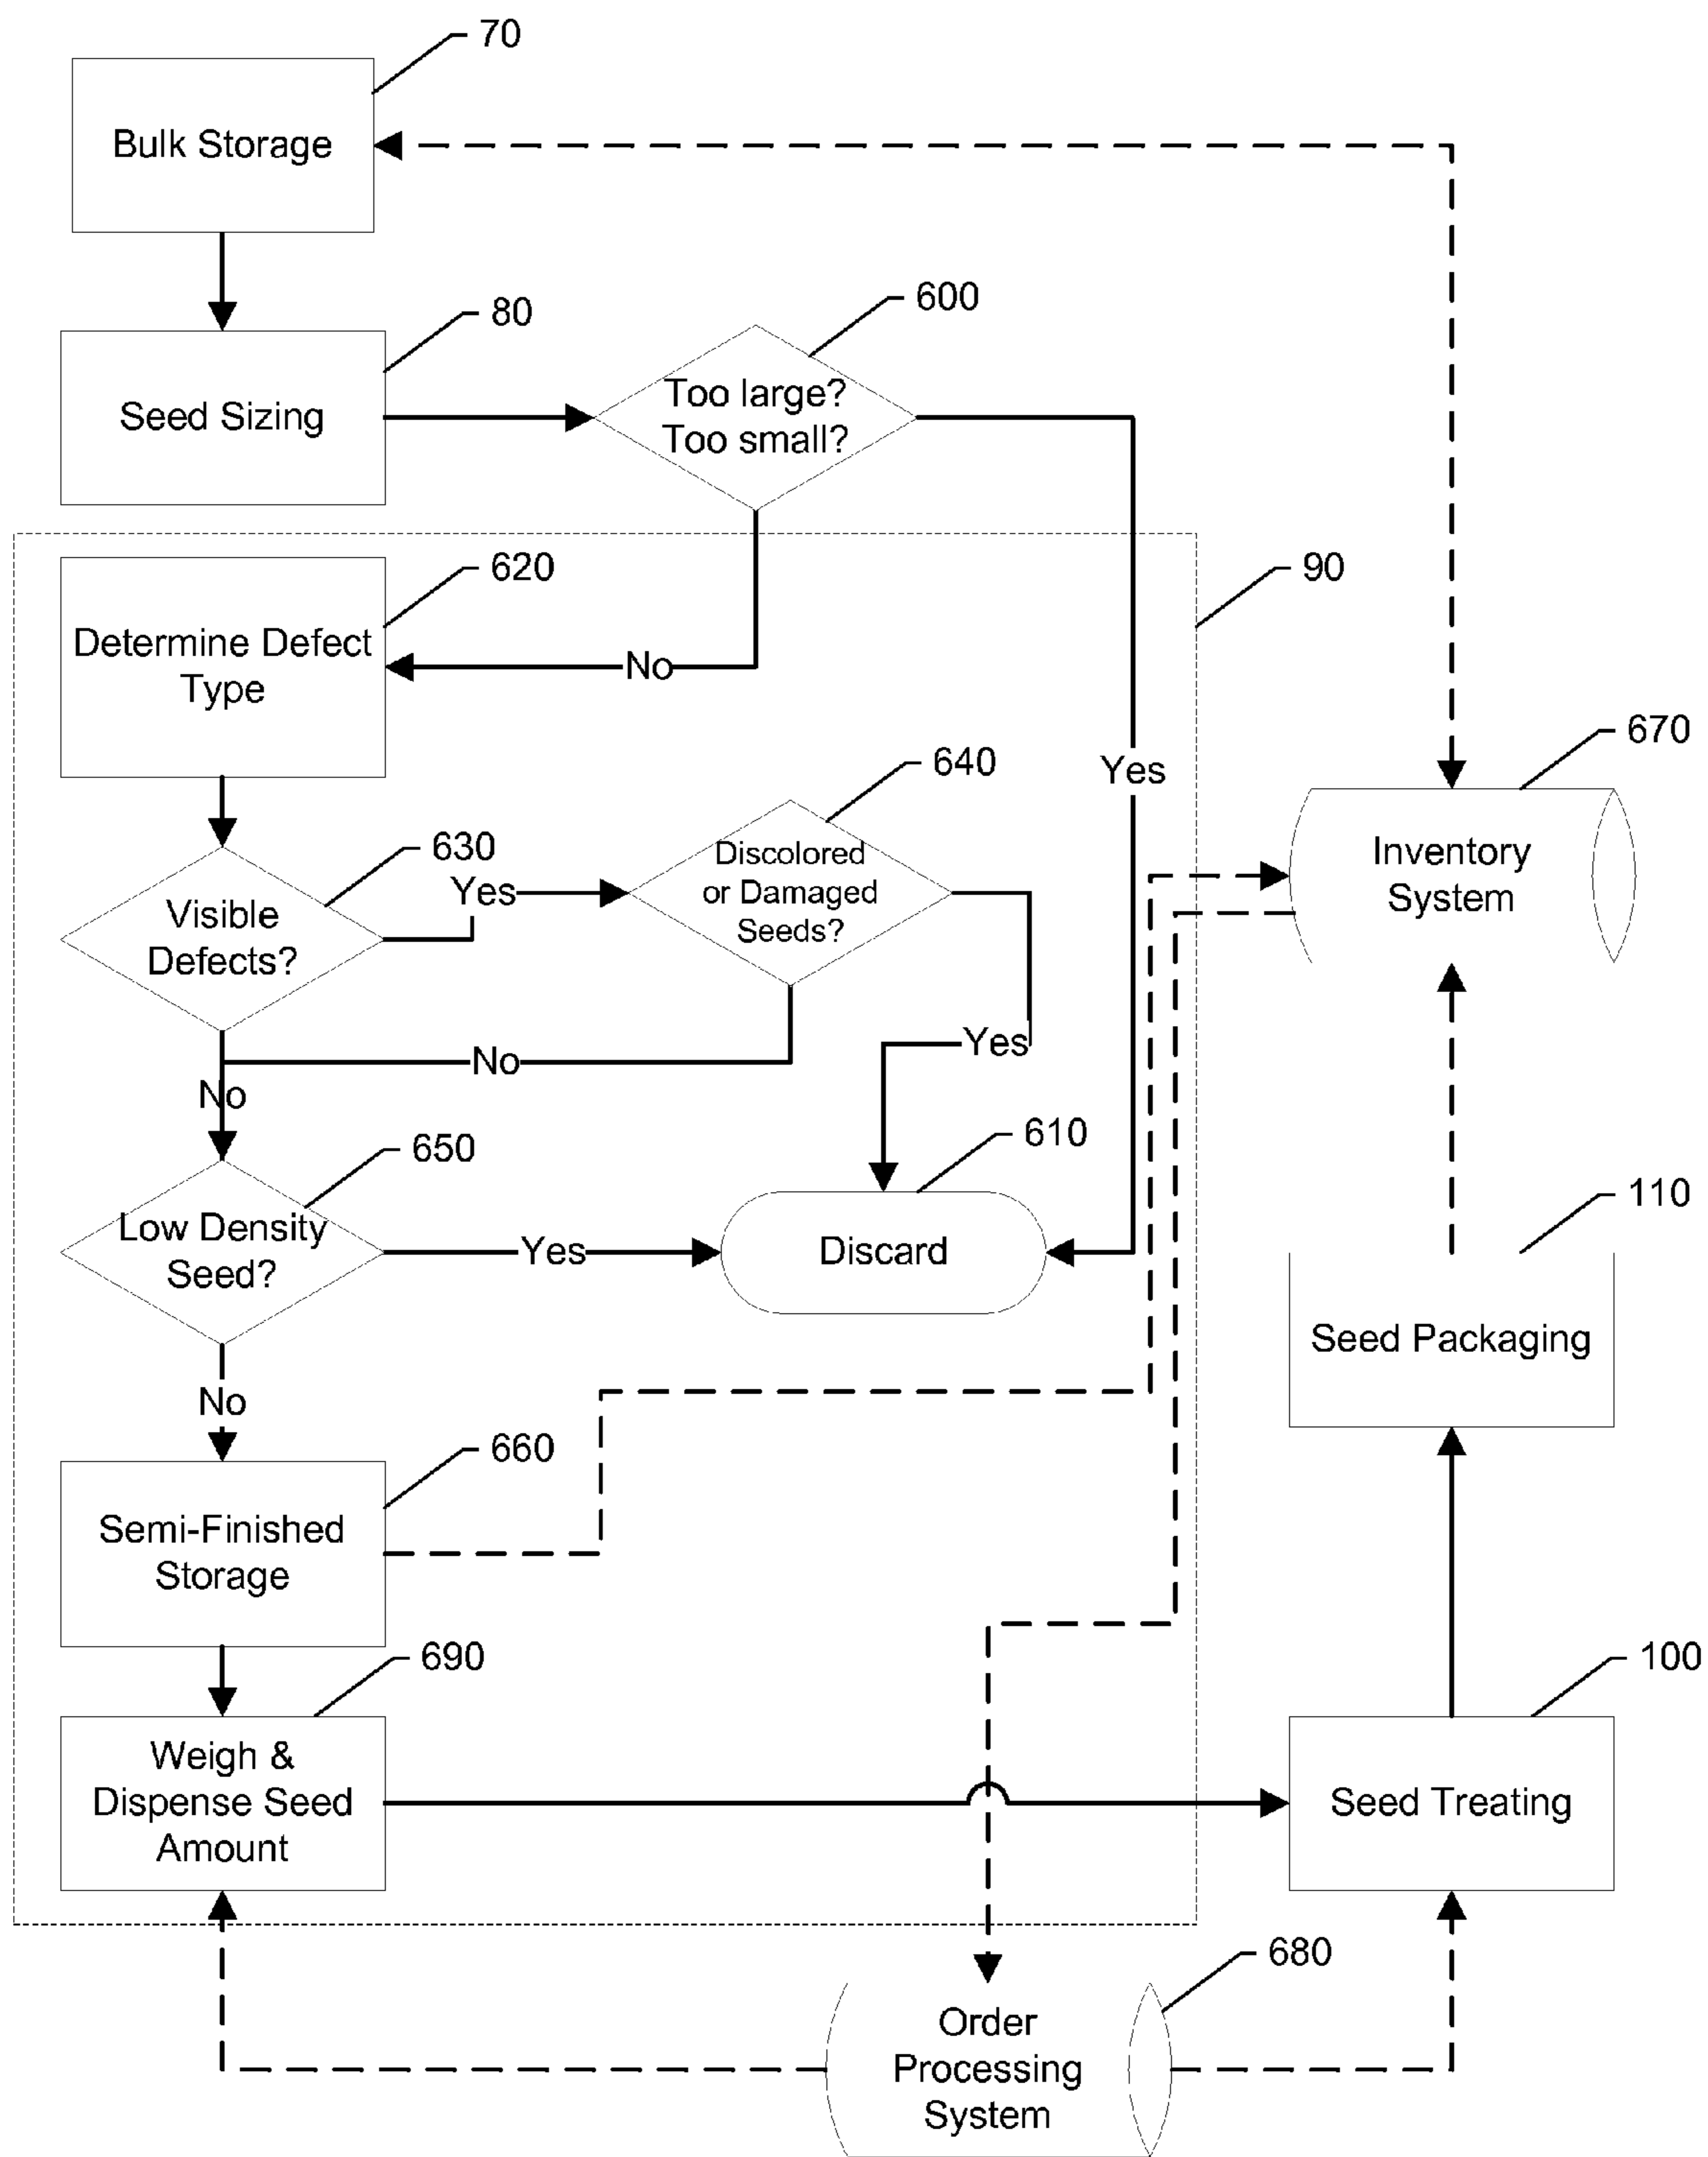 70
Bulk Storage
80
600
Seed Sizing
Too large?
Too small?
620
90
Determine Defect
Type
No
670
640
Yes
630
Yes
Discolored
or Damaged
Seeds?
Inventory
System
Visible
Defects?
No
Yes
No
650
610
110
Low Density
Seed?
Yes
Discard
Seed Packaging
No
660
Semi-Finished
Storage
690
100
Weigh &
Dispense Seed
Amount
Seed Treating
680
Order
Processing
System